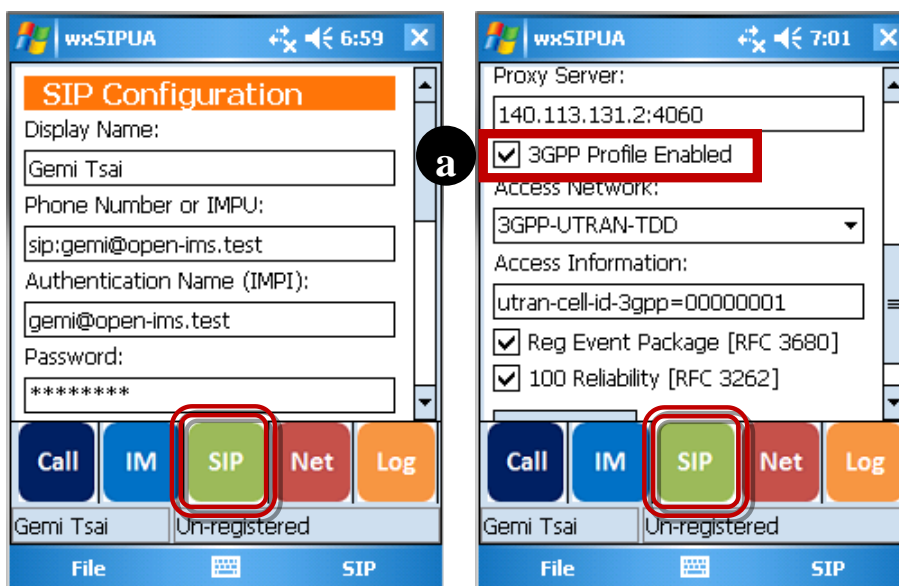 wxSIPUA 6:59
SIP Configuration
Display Name:
Gemi Tsai
Phone Number or IMPU:
sip:gemi@open-ims.test
Authentication Name (IMPI):
gemi@open-ims.test
Password:
********
Call IM SIP Net Log
Gemi Tsai Un-registered
File SIP
a
wxSIPUA 7:01
Proxy Server:
140.113.131.2:4060
3GPP Profile Enabled
Access Network:
3GPP-UTRAN-TDD
Access Information:
utran-cell-id-3gpp=00000001
Reg Event Package [RFC 3680]
100 Reliability [RFC 3262]
Call IM SIP Net Log
Gemi Tsai Un-registered
File SIP